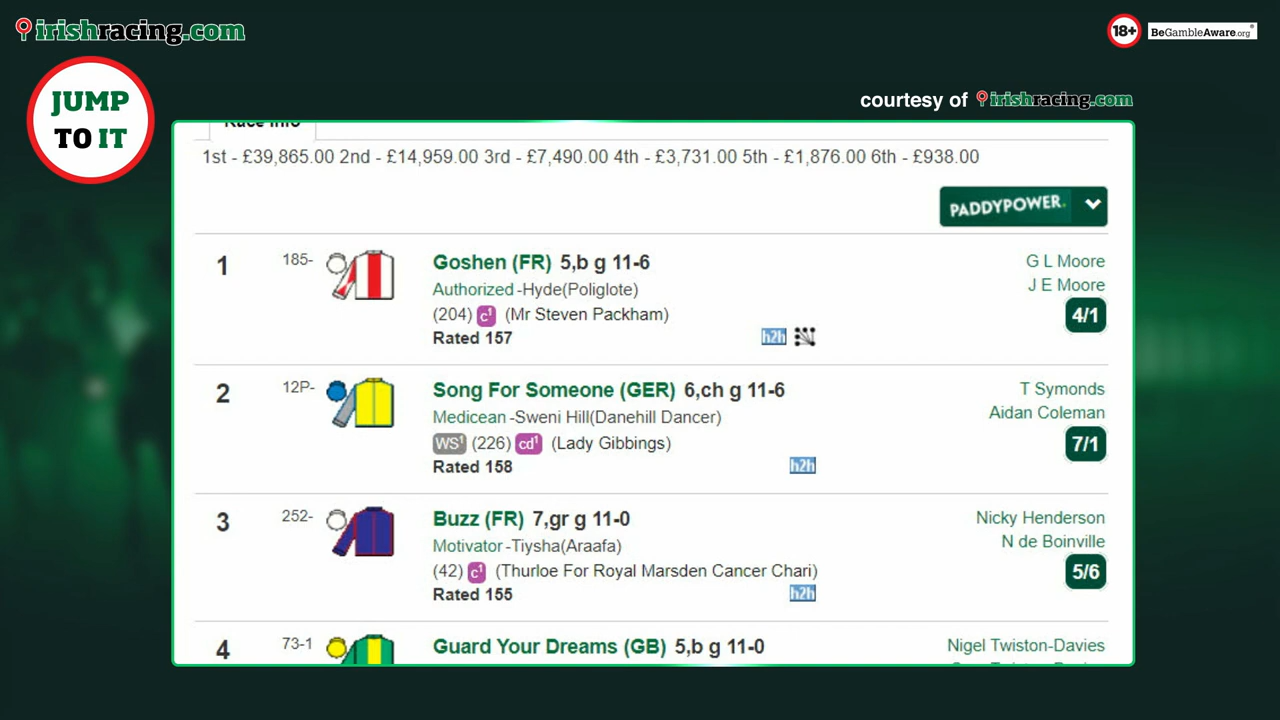 irishracing.com
18+
BeGambleAware.org®
JUMP
TO IT
courtesy of irishracing.com
Race Info
1st - £39,865.00 2nd - £14,959.00 3rd - £7,490.00 4th - £3,731.00 5th - £1,876.00 6th - £938.00
PADDYPOWER.
1 185- Goshen (FR) 5,b g 11-6 G L Moore
Authorized -Hyde(Poliglote) J E Moore
(204) c1 (Mr Steven Packham) 4/1
Rated 157 h2h
2 12P- Song For Someone (GER) 6,ch g 11-6 T Symonds
Medicean -Sweni Hill(Danehill Dancer) Aidan Coleman
WS1 (226) cd1 (Lady Gibbings) 7/1
Rated 158 h2h
3 252- Buzz (FR) 7,gr g 11-0 Nicky Henderson
Motivator -Tiysha(Araafa) N de Boinville
(42) c1 (Thurloe For Royal Marsden Cancer Chari) 5/6
Rated 155 h2h
4 73-1 Guard Your Dreams (GB) 5,b g 11-0 Nigel Twiston-Davies